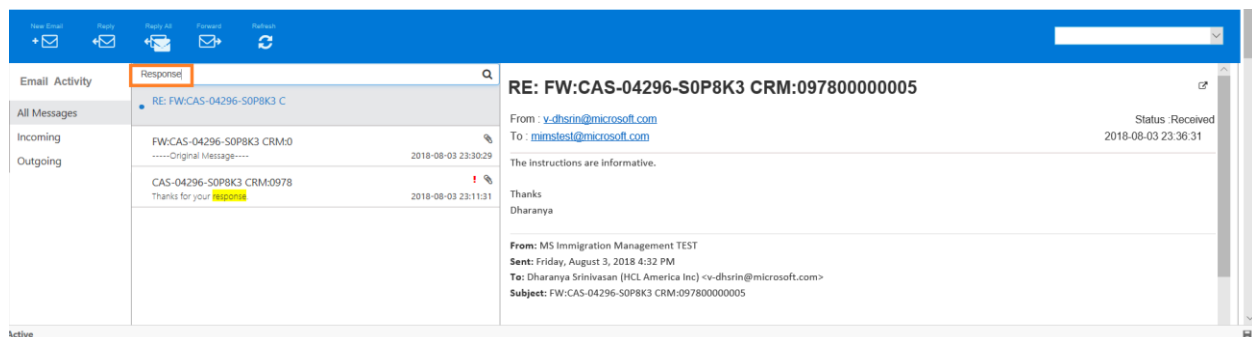 New Email Reply Reply All Forward Refresh
Email Activity
All Messages
Incoming
Outgoing
Response
RE: FW:CAS-04296-S0P8K3 C
FW:CAS-04296-S0P8K3 CRM:0
-----Original Message---- 2018-08-03 23:30:29
CAS-04296-S0P8K3 CRM:0978 !
Thanks for your response. 2018-08-03 23:11:31
RE: FW:CAS-04296-S0P8K3 CRM:097800000005
From : v-dhsrin@microsoft.com Status :Received
To : mimstest@microsoft.com 2018-08-03 23:36:31
The instructions are informative.
Thanks
Dharanya
From: MS Immigration Management TEST
Sent: Friday, August 3, 2018 4:32 PM
To: Dharanya Srinivasan (HCL America Inc) <v-dhsrin@microsoft.com>
Subject: FW:CAS-04296-S0P8K3 CRM:097800000005
Active